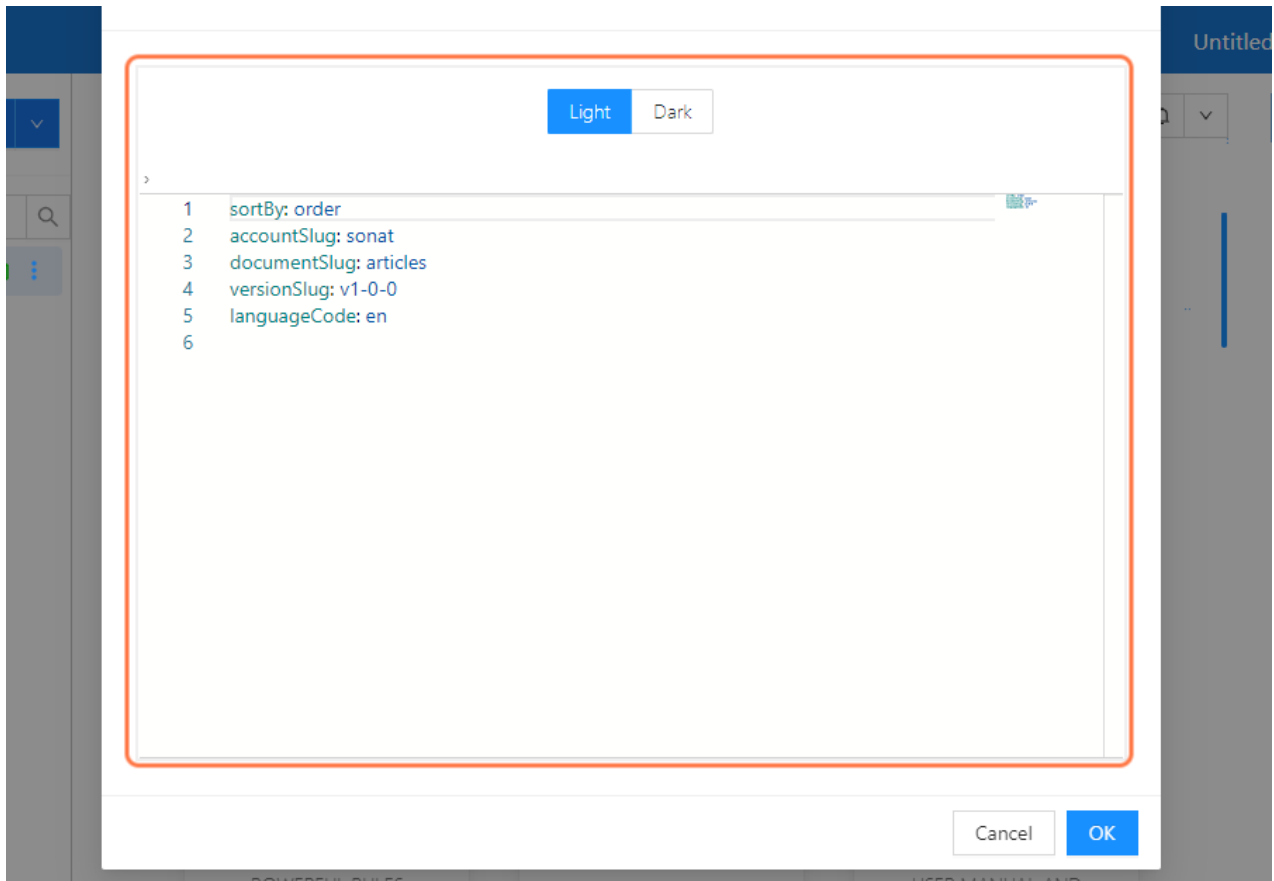 Untitled
Light Dark
›
1 sortBy: order
2 accountSlug: sonat
3 documentSlug: articles
4 versionSlug: v1-0-0
5 languageCode: en
6
..
Cancel OK